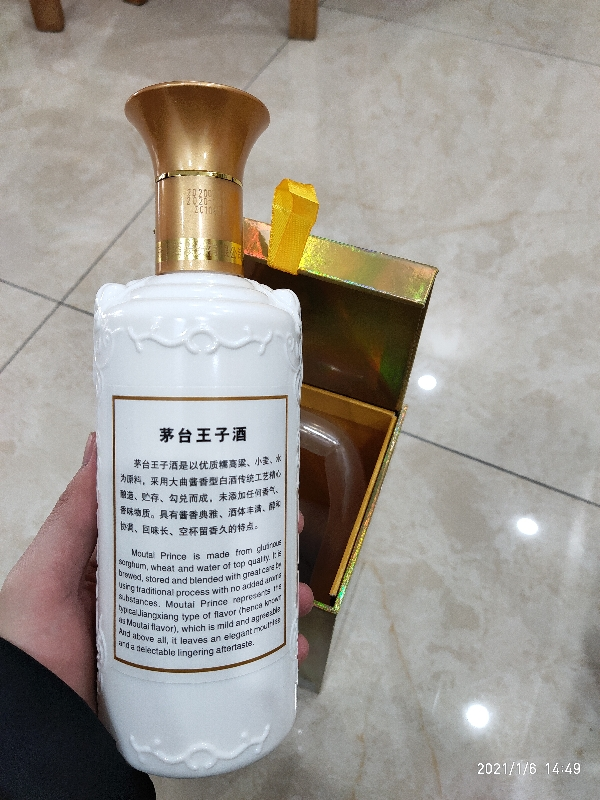 茅台王子酒
茅台王子酒是以优质糯高粱、小麦、水
为原料，采用大曲酱香型白酒传统工艺精心
酿造、贮存、勾兑而成，未添加任何香气、
香味物质。具有酱香典雅、酒体丰满、醇和
协调、回味长、空杯留香久的特点。
Moutai Prince is made from glutinous
sorghum, wheat and water of top quality. It is
brewed, stored and blended with great care by
using traditional process with no added aroma
substances. Moutai Prince represents the
typicalJiangxiang type of flavor (hence known
as Moutai flavor), which is mild and agreeable
And above all, it leaves an elegant mouthfeel
and a delectable lingering aftertaste.
2021/1/6 14:49